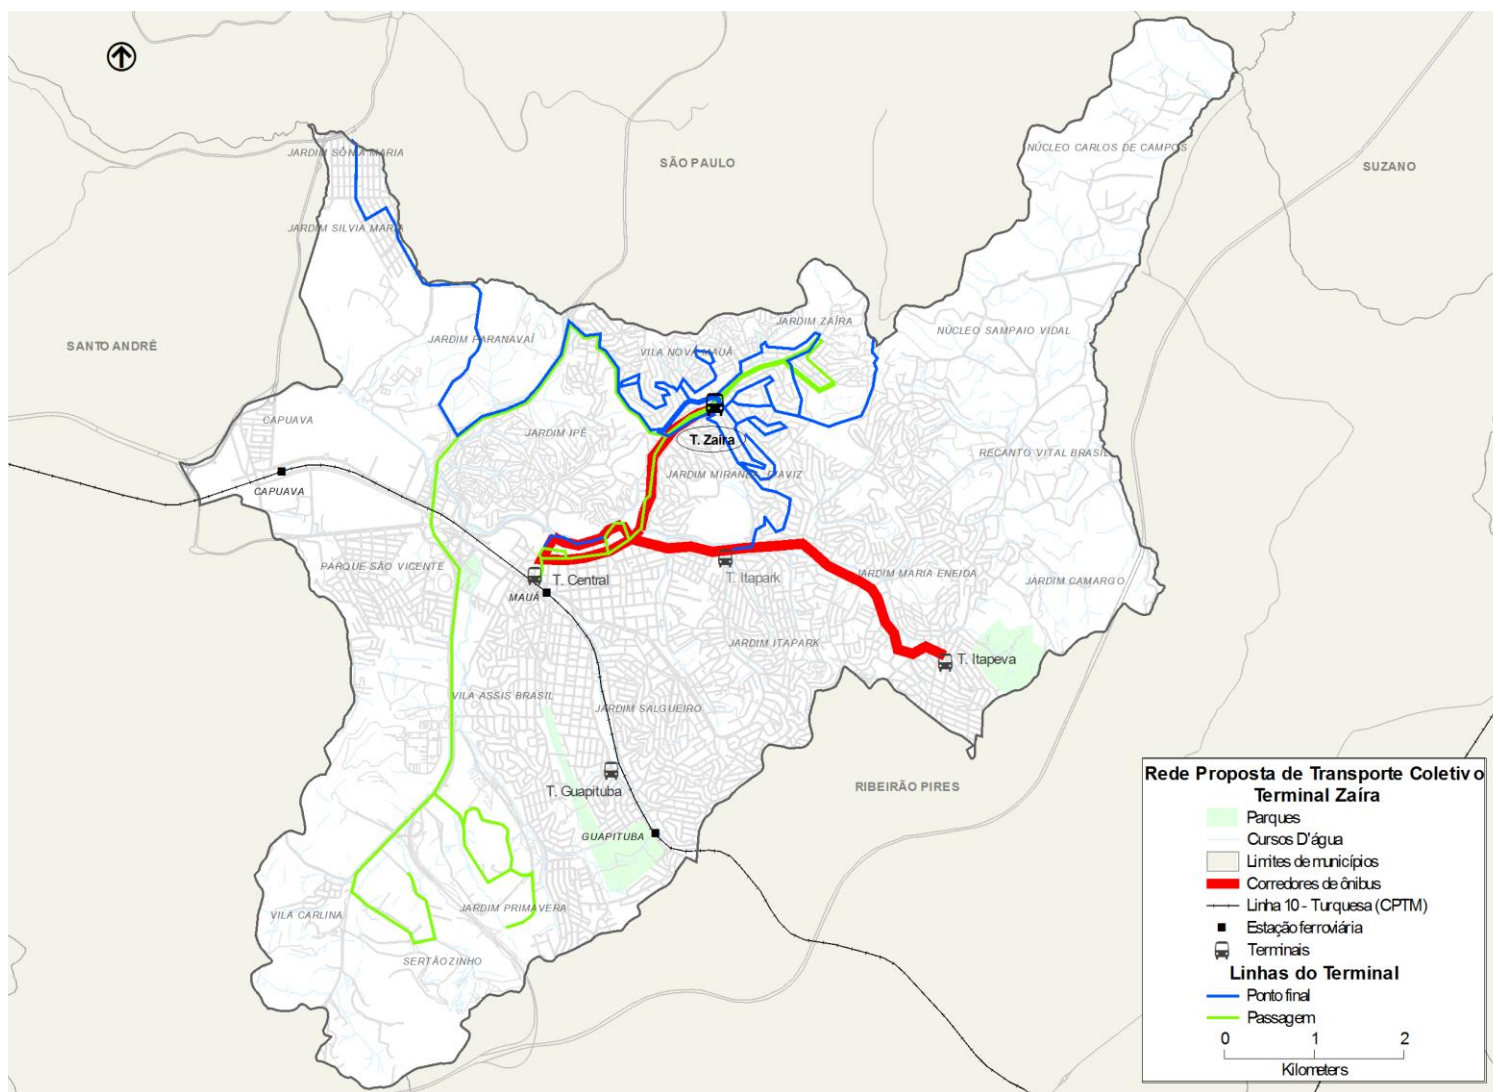 JARDIM SÔNIA MARIA
NÚCLEO CARLOS DE CAMPOS
SÃO PAULO
SUZANO
JARDIM SILVIA MARIA
JARDIM ZAÍRA
NÚCLEO SAMPAIO VIDAL
SANTO ANDRÉ
JARDIM PARANAVAÍ
VILA NOVA MAUÁ
CAPUAVA
JARDIM IPÊ
T. Zaíra
RECANTO VITAL BRASIL
JARDIM MIRANDA D'AVIZ
CAPUAVA
PARQUE SÃO VICENTE
T. Central
T. Itapark
JARDIM MARIA ENEIDA
JARDIM CAMARGO
MAUÁ
JARDIM ITAPARK
T. Itapeva
VILA ASSIS BRASIL
JARDIM SALGUEIRO
T. Guapituba
RIBEIRÃO PIRES
GUAPITUBA
VILA CARLINA
JARDIM PRIMAVERA
SERTÃOZINHO
Rede Proposta de Transporte Coletivo
Terminal Zaíra
Parques
Cursos D'água
Limites de municípios
Corredores de ônibus
Linha 10 - Turquesa (CPTM)
Estação ferroviária
Terminais
Linhas do Terminal
Ponto final
Passagem
0 1 2
Kilometers